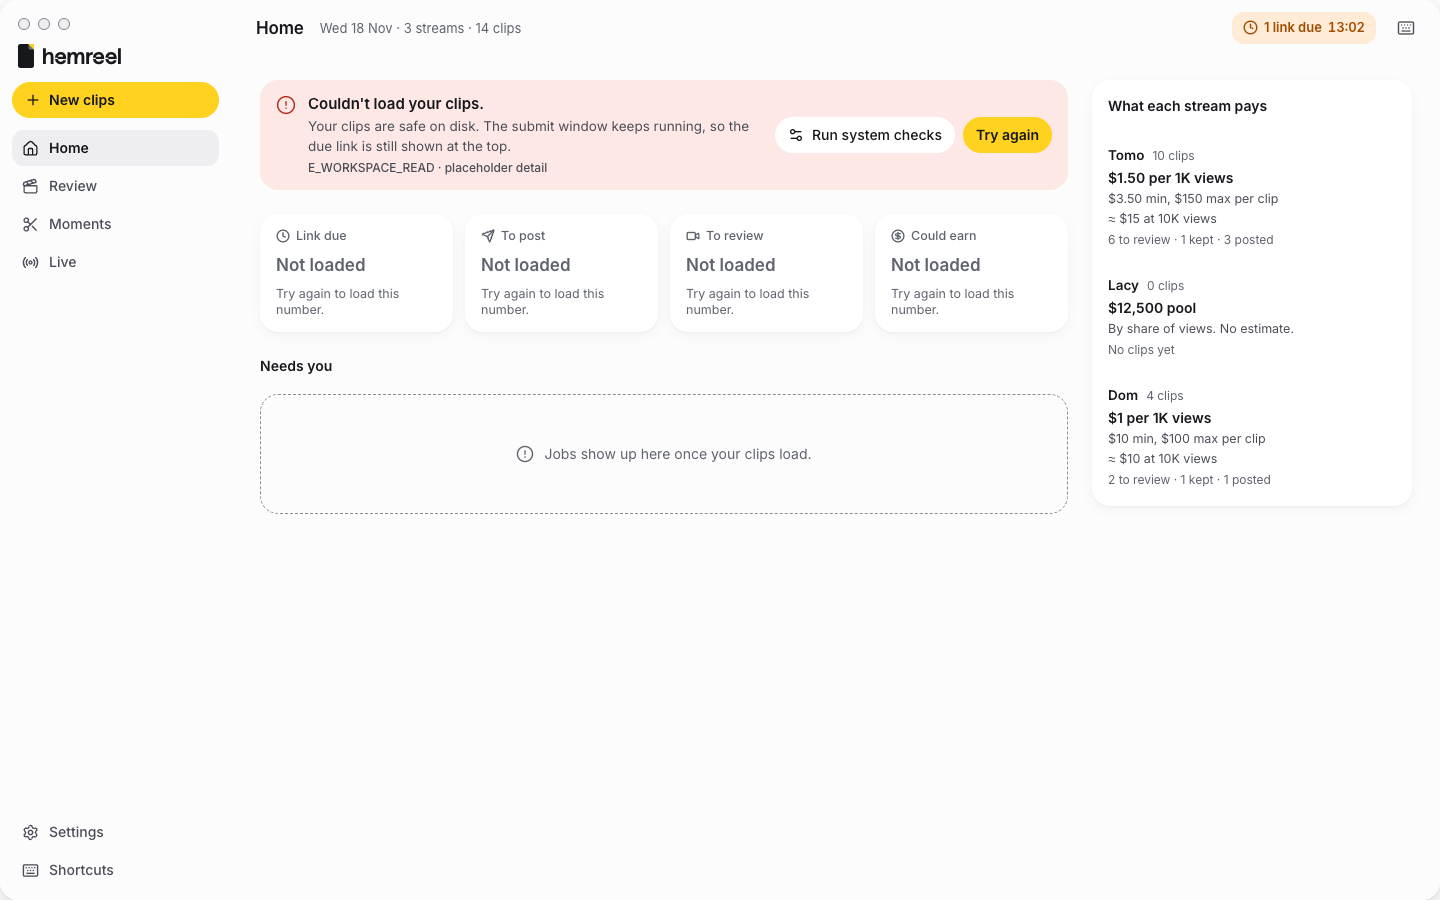 hemreel
New clips
Home
Review
Moments
Live
Settings
Shortcuts
Home
Wed 18 Nov · 3 streams · 14 clips
1 link due 13:02
Couldn't load your clips.
Your clips are safe on disk. The submit window keeps running, so the
due link is still shown at the top.
E_WORKSPACE_READ · placeholder detail
Run system checks
Try again
Link due
Not loaded
Try again to load this
number.
To post
Not loaded
Try again to load this
number.
To review
Not loaded
Try again to load this
number.
Could earn
Not loaded
Try again to load this
number.
Needs you
Jobs show up here once your clips load.
What each stream pays
Tomo 10 clips
$1.50 per 1K views
$3.50 min, $150 max per clip
≈ $15 at 10K views
6 to review · 1 kept · 3 posted
Lacy 0 clips
$12,500 pool
By share of views. No estimate.
No clips yet
Dom 4 clips
$1 per 1K views
$10 min, $100 max per clip
≈ $10 at 10K views
2 to review · 1 kept · 1 posted